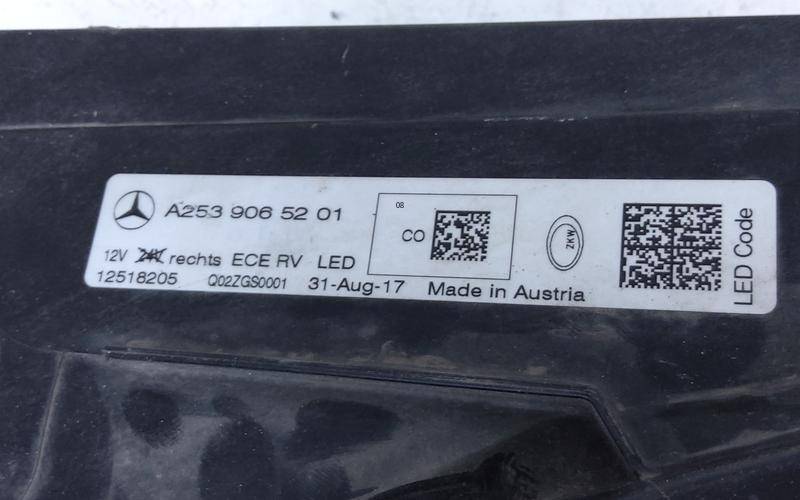 A253 906 52 01
08
CO
ZKW
12V 24V rechts ECE RV LED
12518205 Q02ZGS0001 31-Aug-17 Made in Austria
LED Code